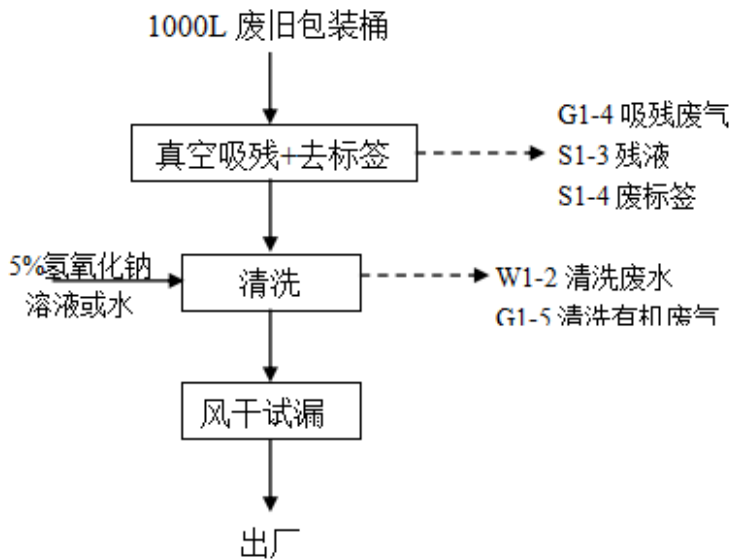 1000L 废旧包装桶
真空吸残+去标签
G1-4 吸残废气
S1-3 残液
S1-4 废标签
5%氢氧化钠
溶液或水
清洗
W1-2 清洗废水
G1-5 清洗有机废气
风干试漏
出厂